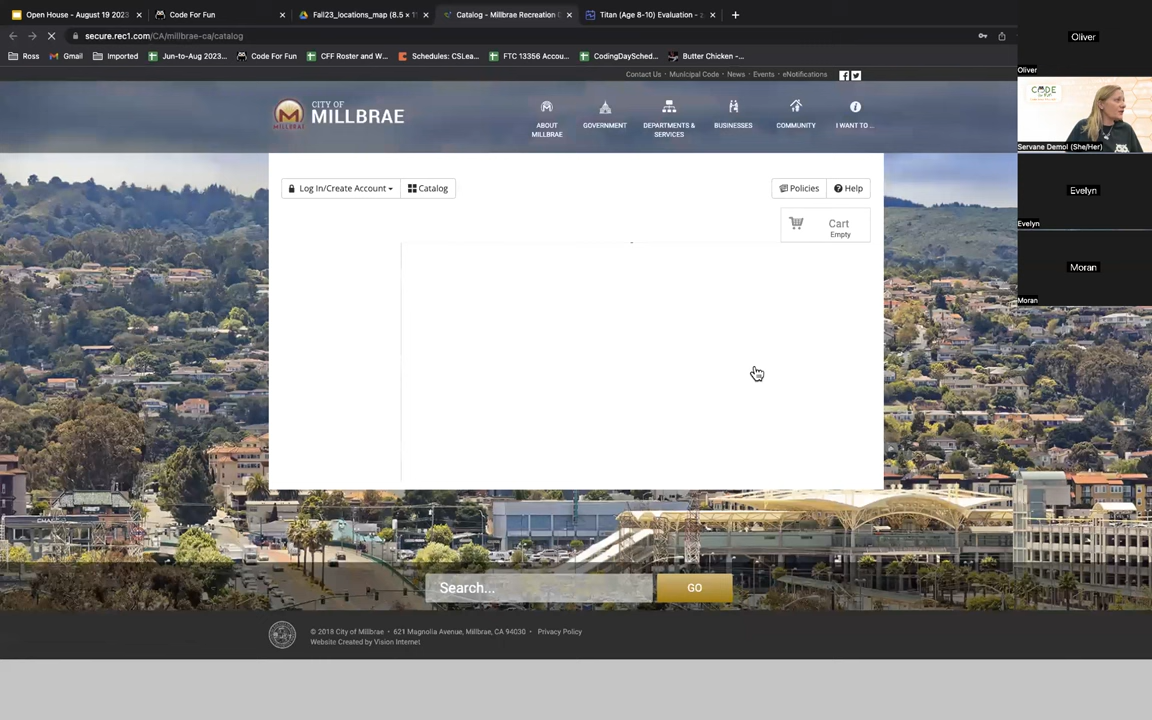 Open House - August 19 2023
Code For Fun
Fall23_locations_map (8.5 × 1
Catalog - Millbrae Recreation
Titan (Age 8-10) Evaluation -
secure.rec1.com/CA/millbrae-ca/catalog
Ross
Gmail
Imported
Jun-to-Aug 2023...
Code For Fun
CFF Roster and W...
Schedules: CSLea...
FTC 13356 Accou...
CodingDaySched...
Butter Chicken -...
Contact Us · Municipal Code · News · Events · eNotifications
CITY OF
MILLBRAE
ABOUT
MILLBRAE
GOVERNMENT
DEPARTMENTS &
SERVICES
BUSINESSES
COMMUNITY
I WANT TO ...
Log In/Create Account
Catalog
Policies
Help
Cart
Empty
Search...
GO
© 2018 City of Millbrae • 621 Magnolia Avenue, Millbrae, CA 94030 • Privacy Policy
Website Created by Vision Internet
Oliver
Oliver
CODE
for FUN
Servane Demol (She/Her)
Evelyn
Evelyn
Moran
Moran